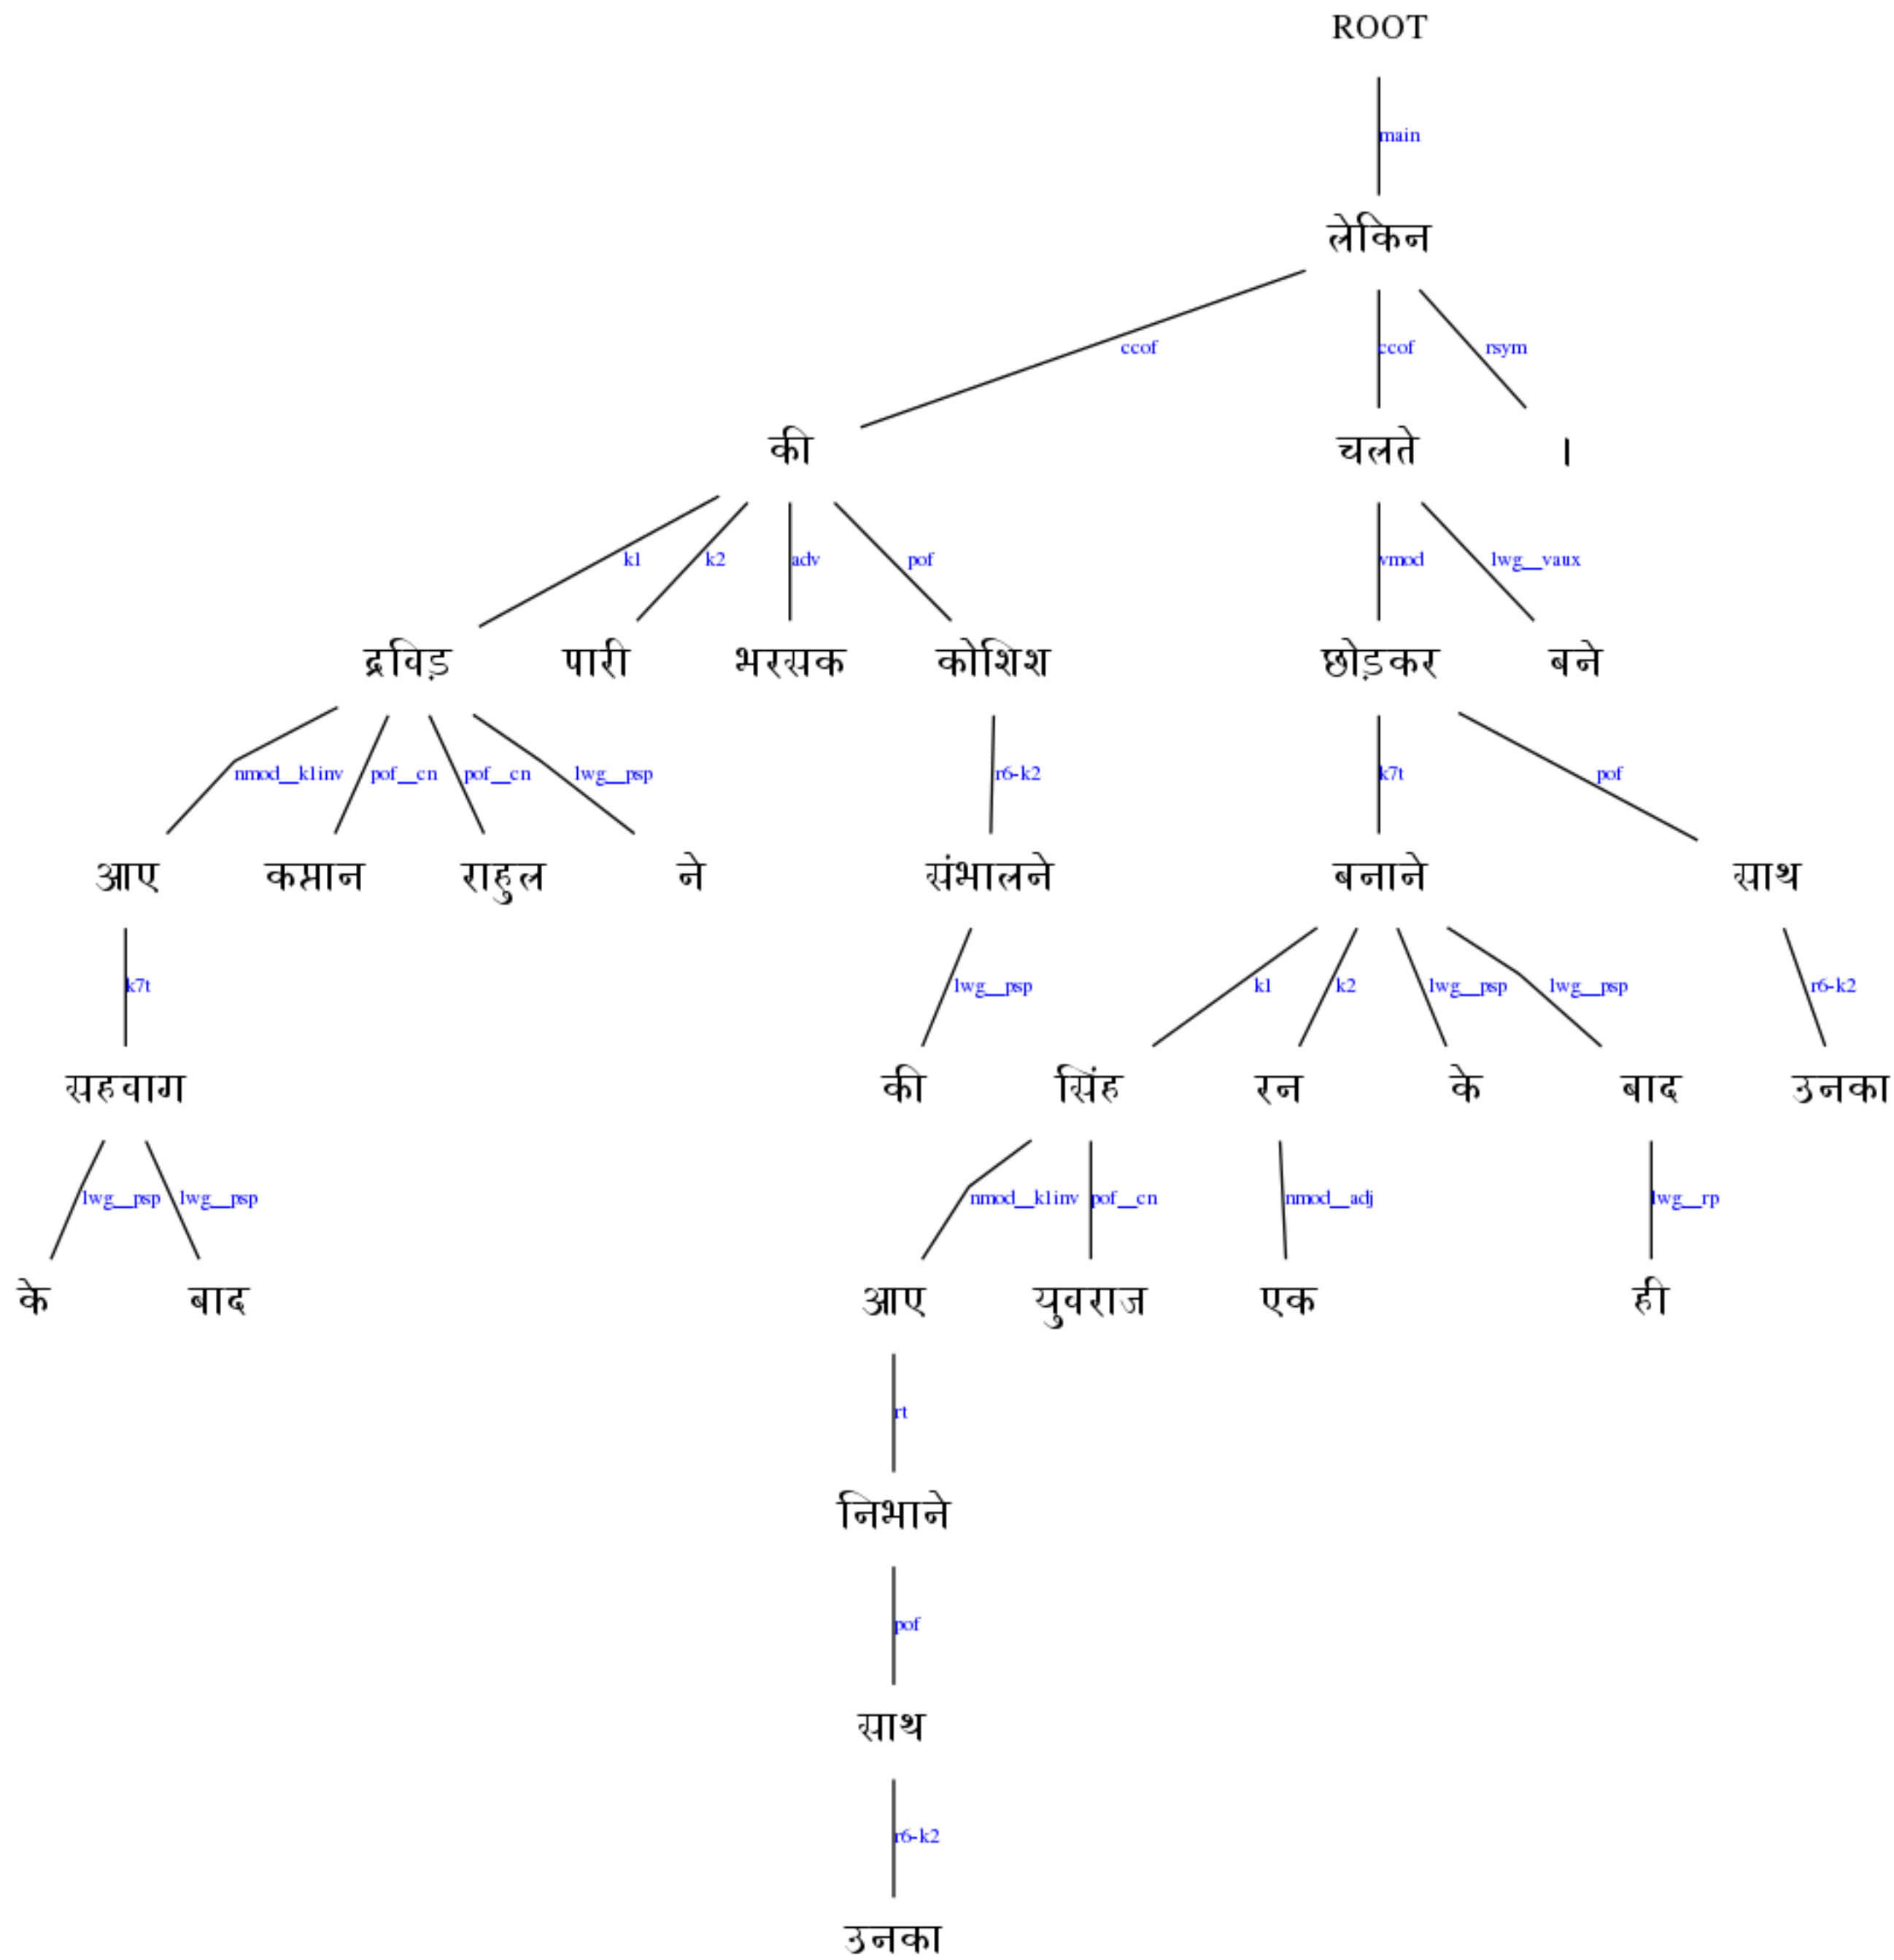 ROOT
main
लेकिन
ccof ccof rsym
की चलते ।
k1 k2 adv pof vmod lwg__vaux
द्रविड़ पारी भरसक कोशिश छोड़कर बने
nmod__k1inv pof__cn pof__cn lwg__psp r6-k2 k7t pof
आए कप्तान राहुल ने संभालने बनाने साथ
k7t lwg__psp k1 k2 lwg__psp lwg__psp r6-k2
सहवाग की सिंह रन के बाद उनका
lwg__psp lwg__psp nmod__k1inv pof__cn nmod__adj lwg__rp
के बाद आए युवराज एक ही
rt
निभाने
pof
साथ
r6-k2
उनका